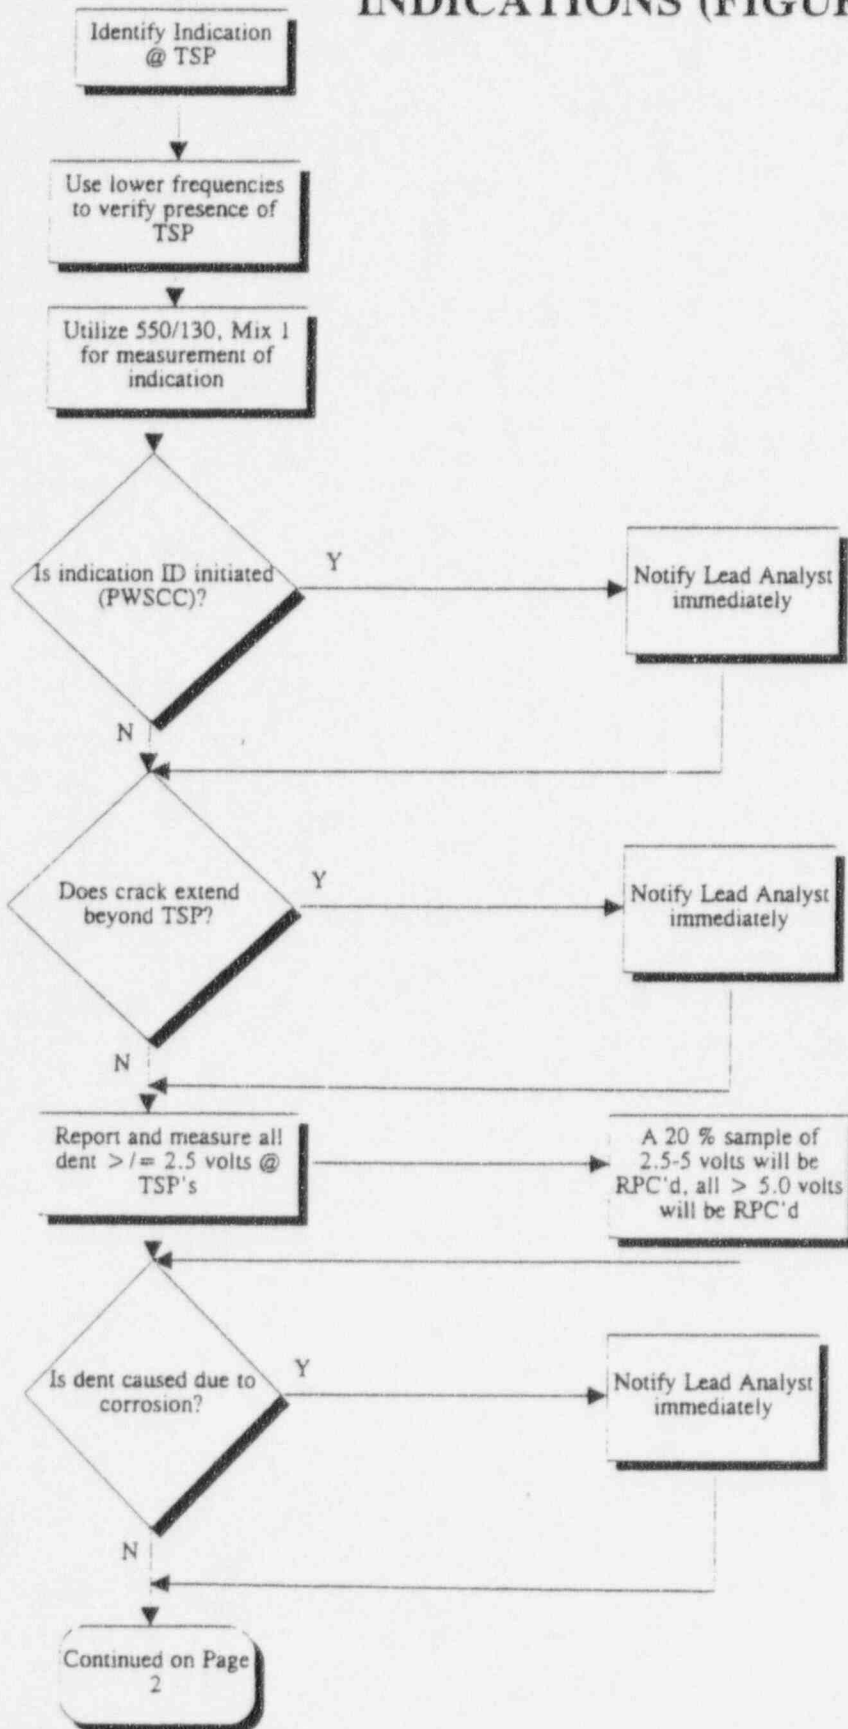 INDICATIONS (FIGUR
Identify Indication
@ TSP
Use lower frequencies
to verify presence of
TSP
Utilize 550/130, Mix 1
for measurement of
indication
Is indication ID initiated
(PWSCC)?
Y
Notify Lead Analyst
immediately
N
Does crack extend
beyond TSP?
Y
Notify Lead Analyst
immediately
N
Report and measure all
dent >/= 2.5 volts @
TSP's
A 20 % sample of
2.5-5 volts will be
RPC'd, all > 5.0 volts
will be RPC'd
Is dent caused due to
corrosion?
Y
Notify Lead Analyst
immediately
N
Continued on Page
2